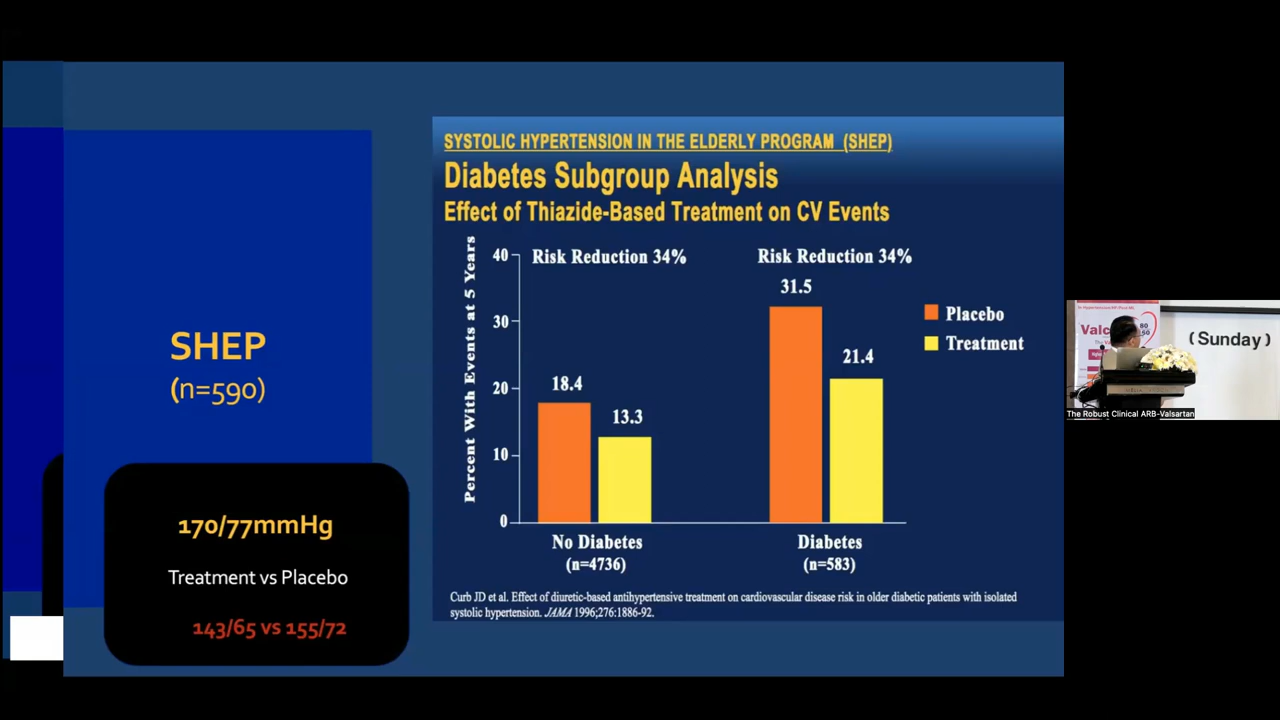 SYSTOLIC HYPERTENSION IN THE ELDERLY PROGRAM (SHEP)
Diabetes Subgroup Analysis
Effect of Thiazide-Based Treatment on CV Events
Percent With Events at 5 Years
40
30
20
10
0
Risk Reduction 34%
Risk Reduction 34%
18.4
13.3
31.5
21.4
Placebo
Treatment
No Diabetes
(n=4736)
Diabetes
(n=583)
Curb JD et al. Effect of diuretic-based antihypertensive treatment on cardiovascular disease risk in older diabetic patients with isolated
systolic hypertension. JAMA 1996;276:1886-92.
SHEP
(n=590)
170/77mmHg
Treatment vs Placebo
143/65 vs 155/72
(Sunday)
The Robust Clinical ARB-Valsartan